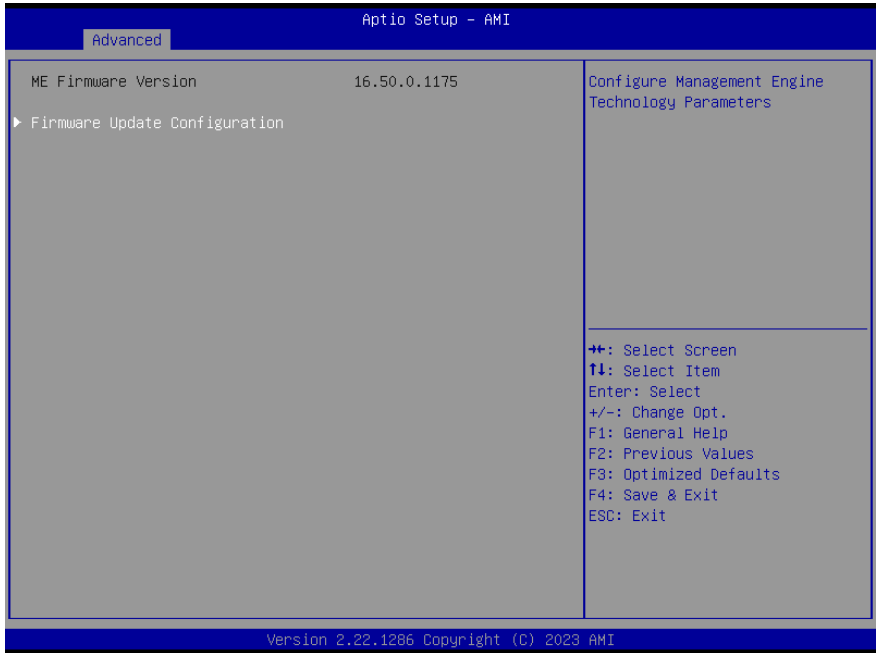 Aptio Setup – AMI
Advanced
ME Firmware Version 16.50.0.1175
▶ Firmware Update Configuration
Configure Management Engine
Technology Parameters
→←: Select Screen
↑↓: Select Item
Enter: Select
+/-: Change Opt.
F1: General Help
F2: Previous Values
F3: Optimized Defaults
F4: Save & Exit
ESC: Exit
Version 2.22.1286 Copyright (C) 2023 AMI